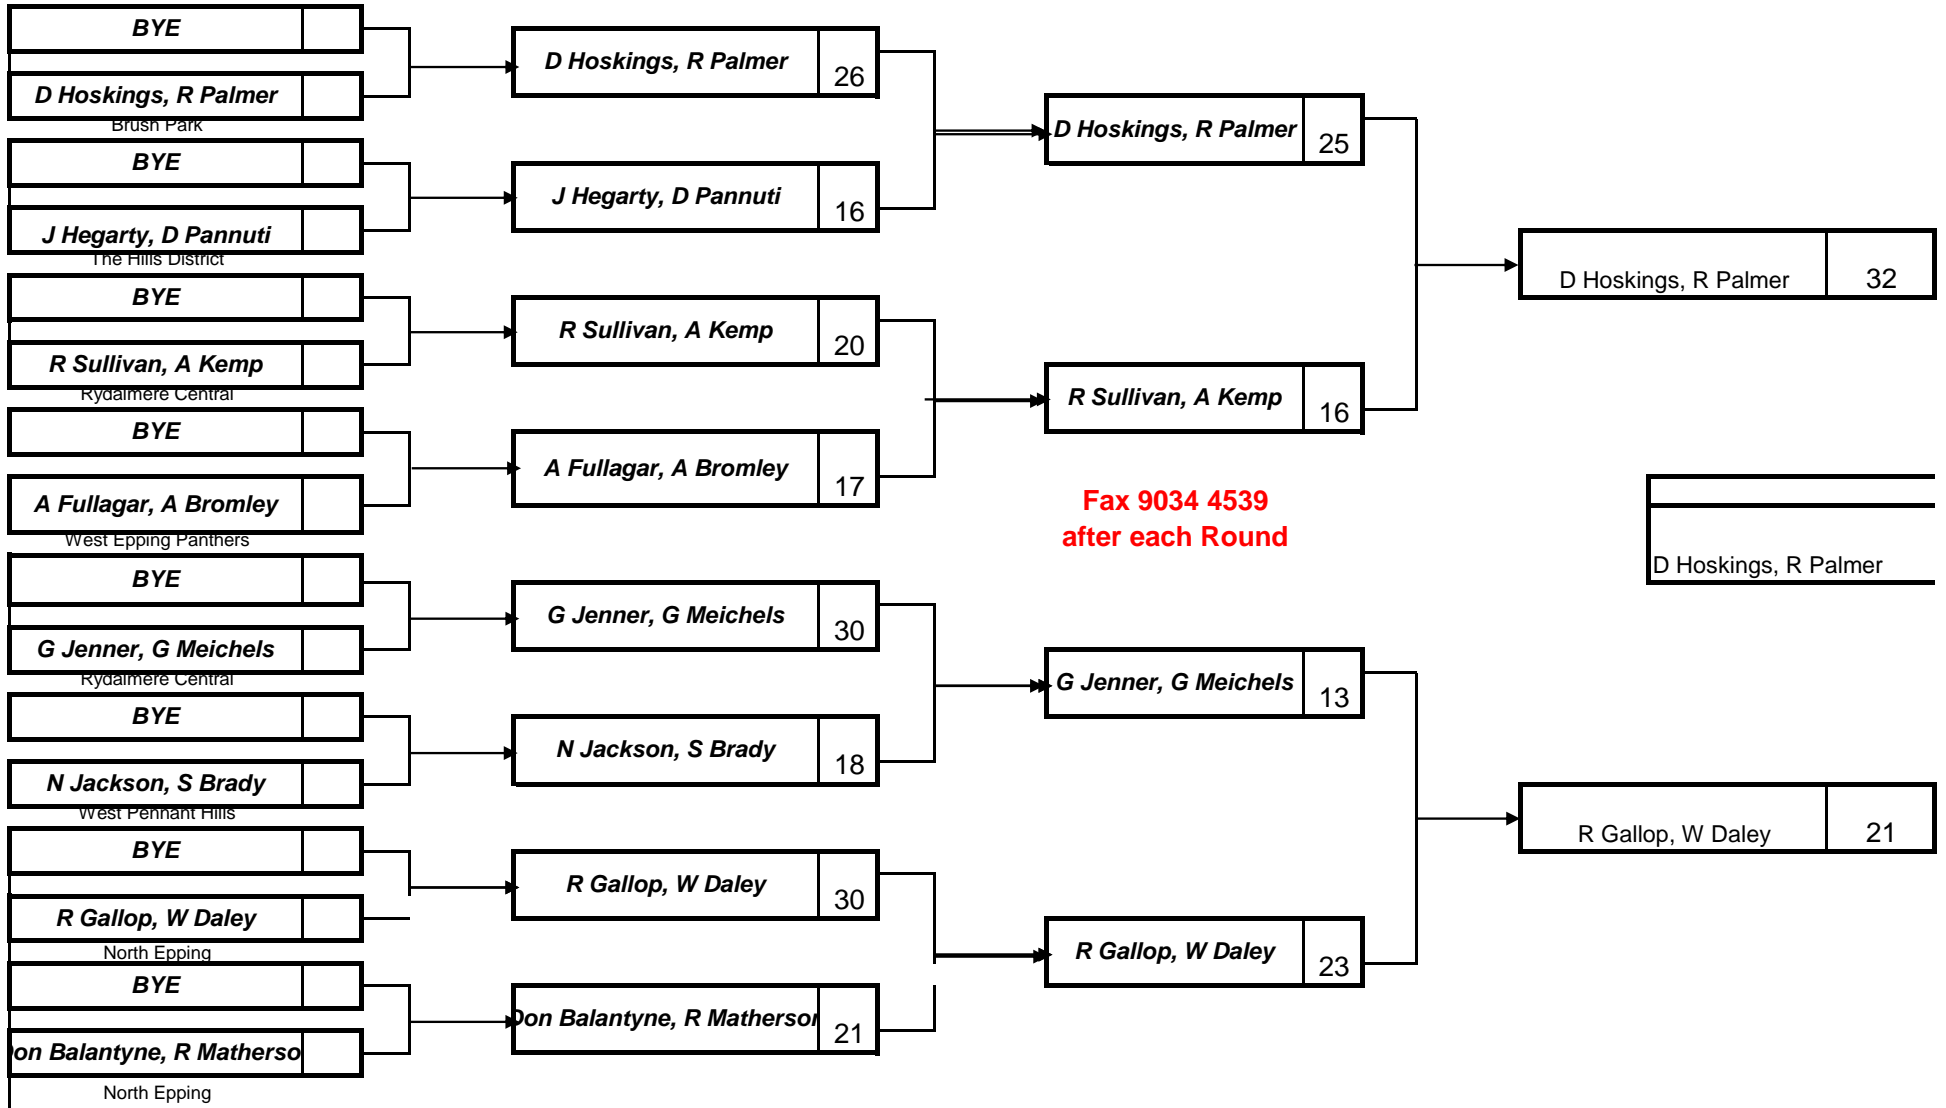 BYE
D Hoskings, R Palmer
Brush Park
BYE
J Hegarty, D Pannuti
The Hills District
BYE
R Sullivan, A Kemp
Rydalmere Central
BYE
A Fullagar, A Bromley
West Epping Panthers
BYE
G Jenner, G Meichels
Rydalmere Central
BYE
N Jackson, S Brady
West Pennant Hills
BYE
R Gallop, W Daley
North Epping
BYE
on Balantyne, R Matherso
North Epping
D Hoskings, R Palmer 26
J Hegarty, D Pannuti 16
R Sullivan, A Kemp 20
A Fullagar, A Bromley 17
G Jenner, G Meichels 30
N Jackson, S Brady 18
R Gallop, W Daley 30
Don Balantyne, R Matherson 21
D Hoskings, R Palmer 25
R Sullivan, A Kemp 16
Fax 9034 4539
after each Round
G Jenner, G Meichels 13
R Gallop, W Daley 23
D Hoskings, R Palmer 32
D Hoskings, R Palmer
R Gallop, W Daley 21